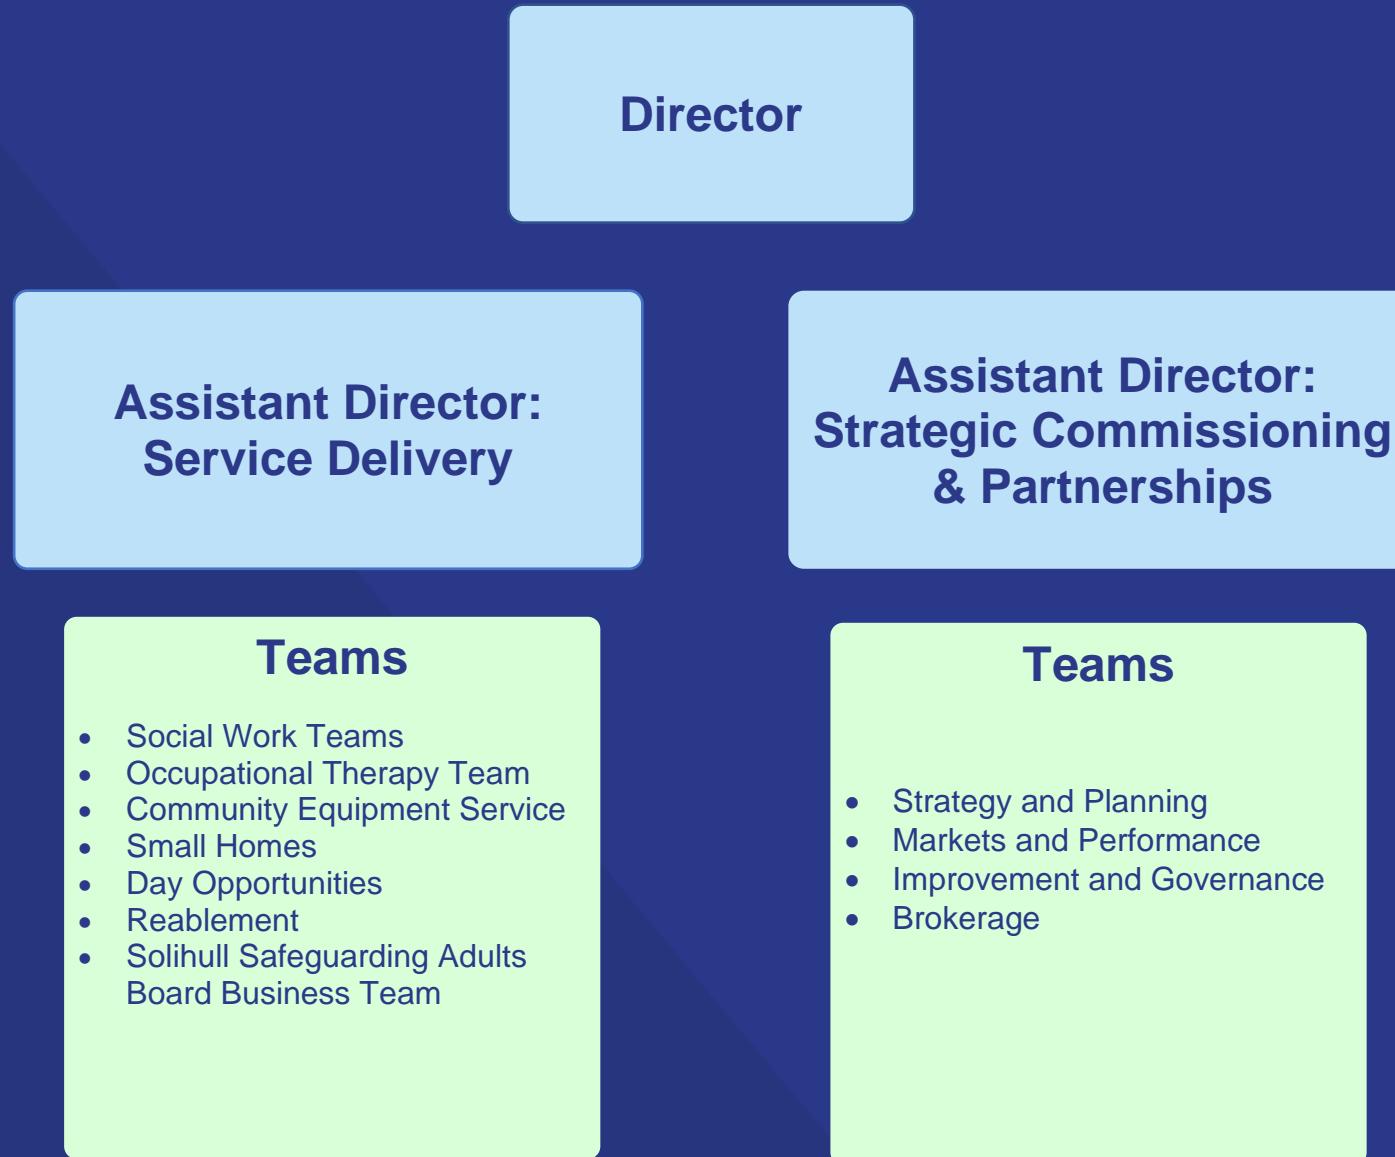 Director
Assistant Director:
Service Delivery
Assistant Director:
Strategic Commissioning
& Partnerships
Teams
• Social Work Teams
• Occupational Therapy Team
• Community Equipment Service
• Small Homes
• Day Opportunities
• Reablement
• Solihull Safeguarding Adults
Board Business Team
Teams
• Strategy and Planning
• Markets and Performance
• Improvement and Governance
• Brokerage